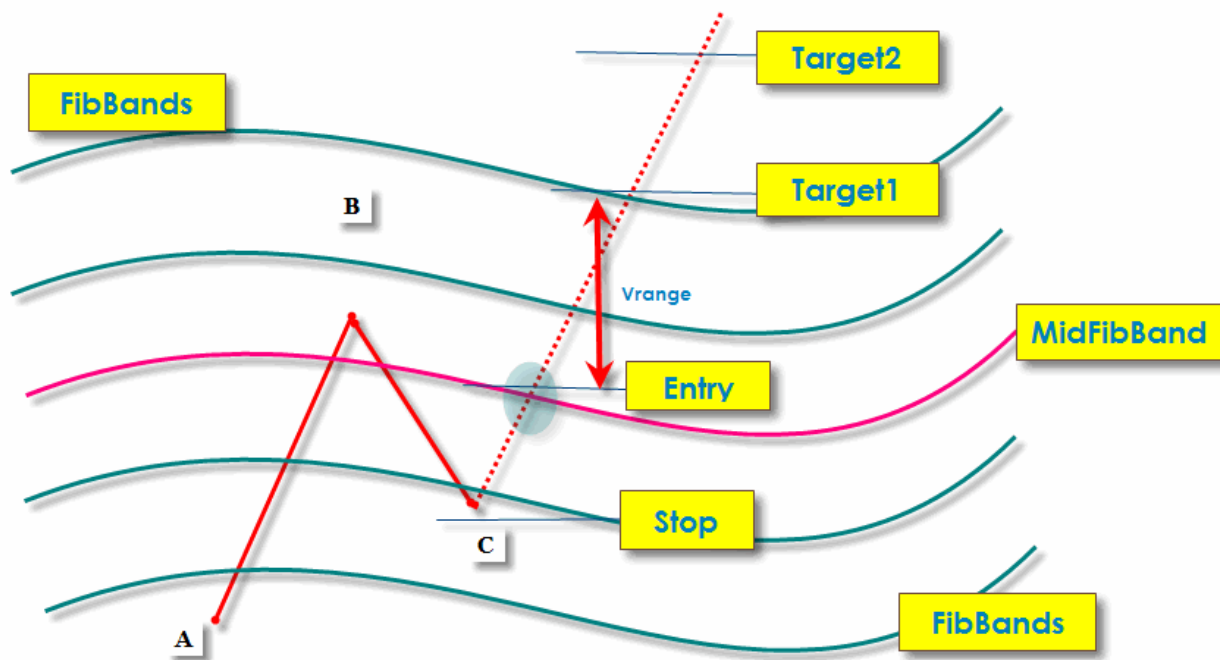 Target2
FibBands
Target1
B
Vrange
MidFibBand
Entry
Stop
C
FibBands
A